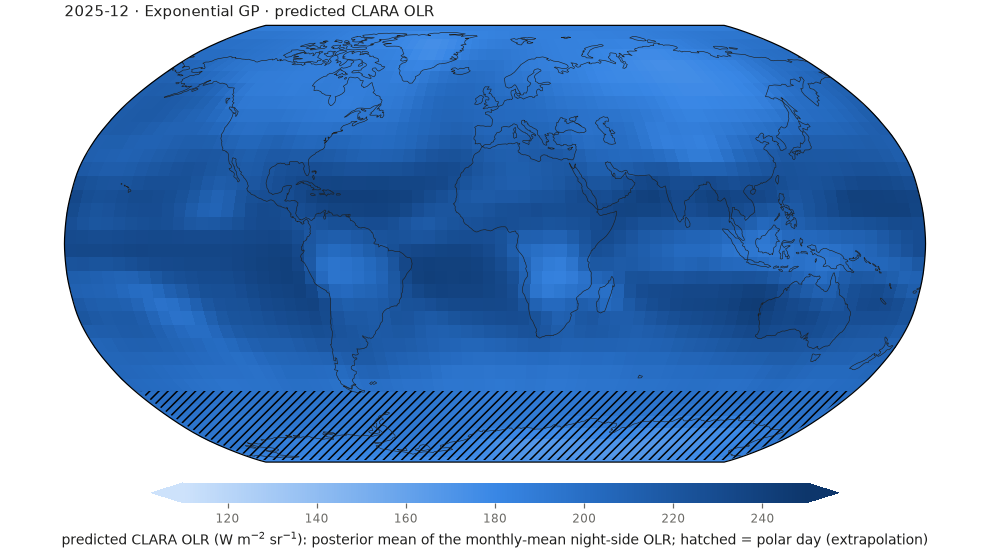 2025-12 · Exponential GP · predicted CLARA OLR
120 140 160 180 200 220 240
predicted CLARA OLR (W m⁻² sr⁻¹): posterior mean of the monthly-mean night-side OLR; hatched = polar day (extrapolation)